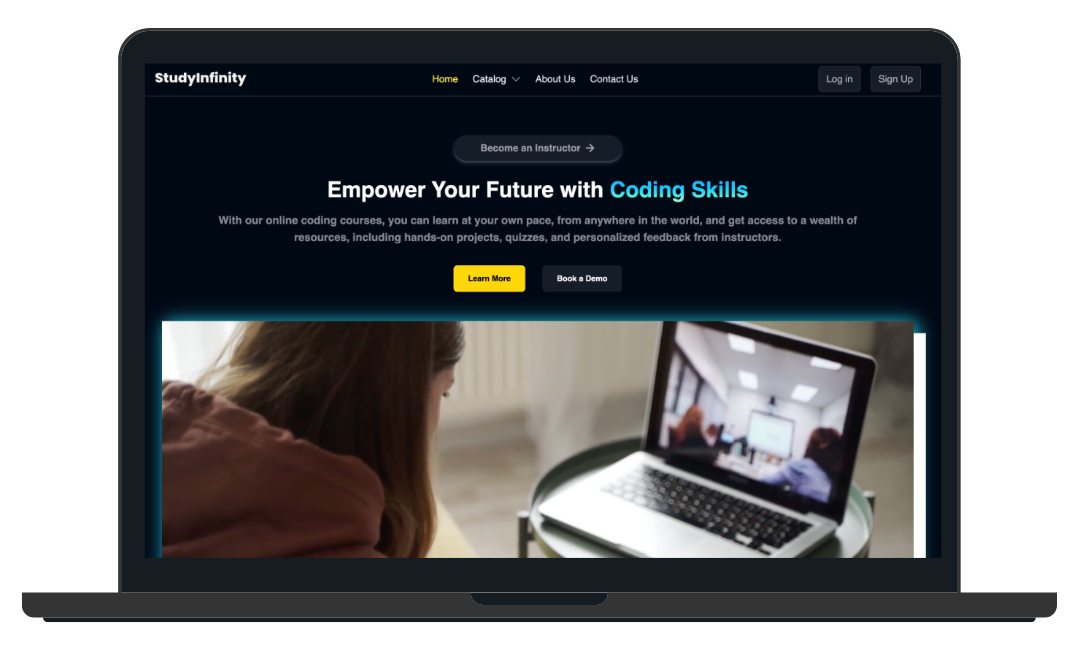 StudyInfinity
Home Catalog About Us Contact Us
Log in Sign Up
Become an Instructor →
Empower Your Future with Coding Skills
With our online coding courses, you can learn at your own pace, from anywhere in the world, and get access to a wealth of
resources, including hands-on projects, quizzes, and personalized feedback from instructors.
Learn More Book a Demo